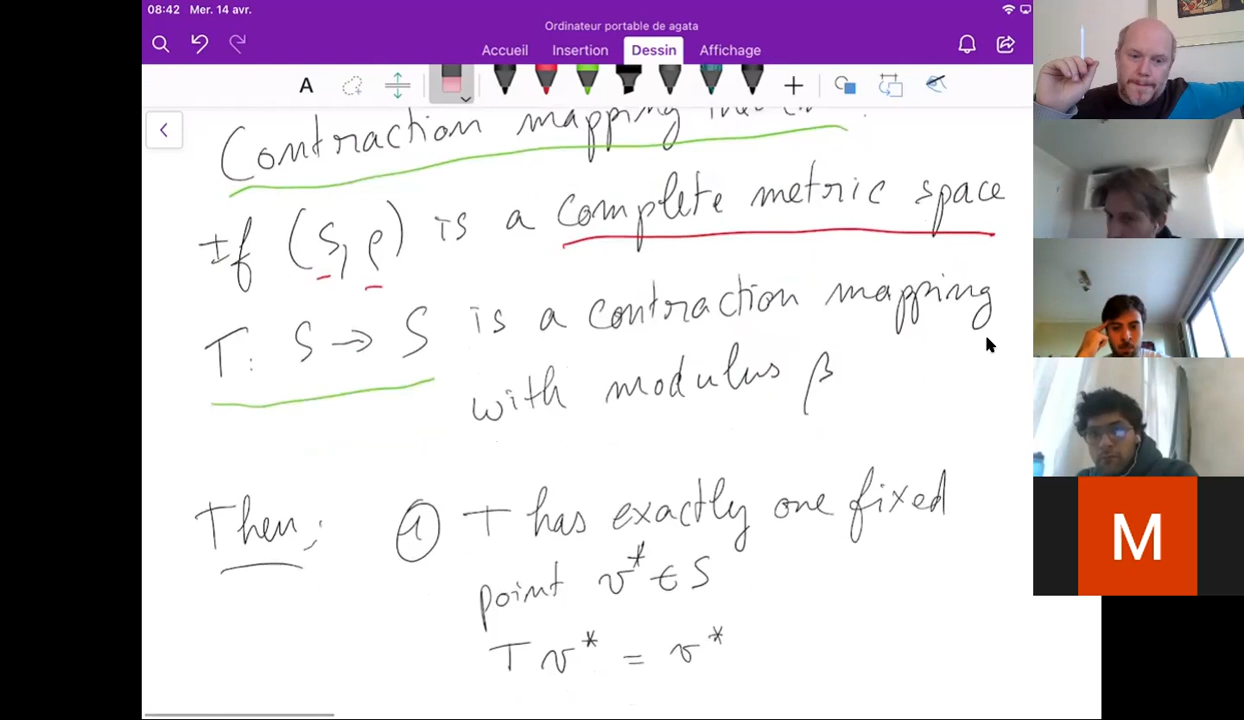 08:42 Mer. 14 avr.
Ordinateur portable de agata
Accueil Insertion Dessin Affichage
A
Contraction mapping
If (S, ρ) is a complete metric space
T: S → S is a contraction mapping
with modulus β
Then: ① T has exactly one fixed
point v* ∈ S
T v* = v*
M